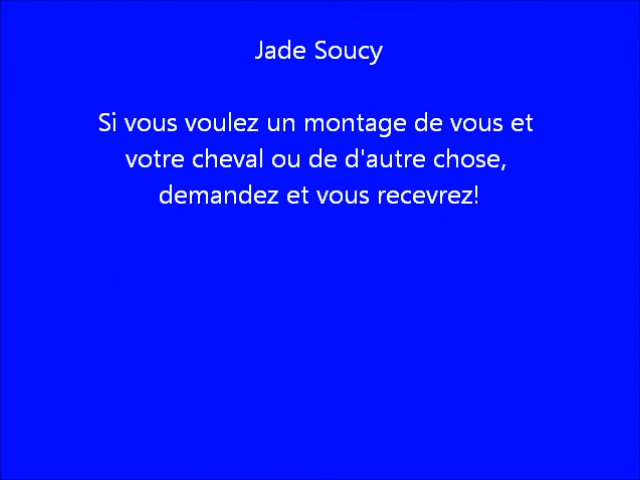 Jade Soucy
Si vous voulez un montage de vous et
votre cheval ou de d'autre chose,
demandez et vous recevrez!